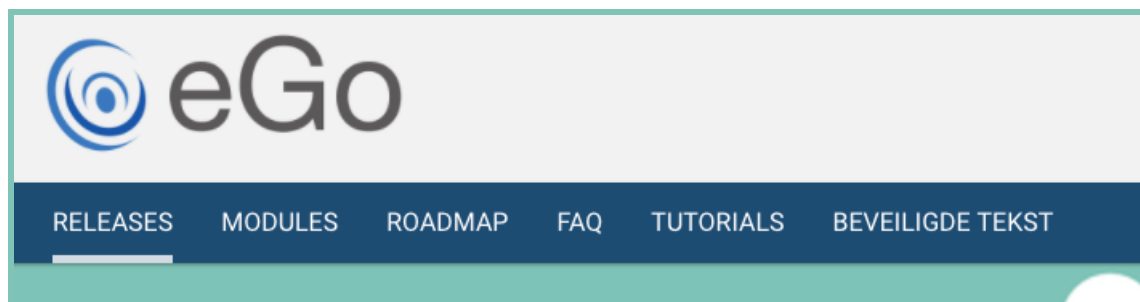 eGo
RELEASES MODULES ROADMAP FAQ TUTORIALS BEVEILIGDE TEKST